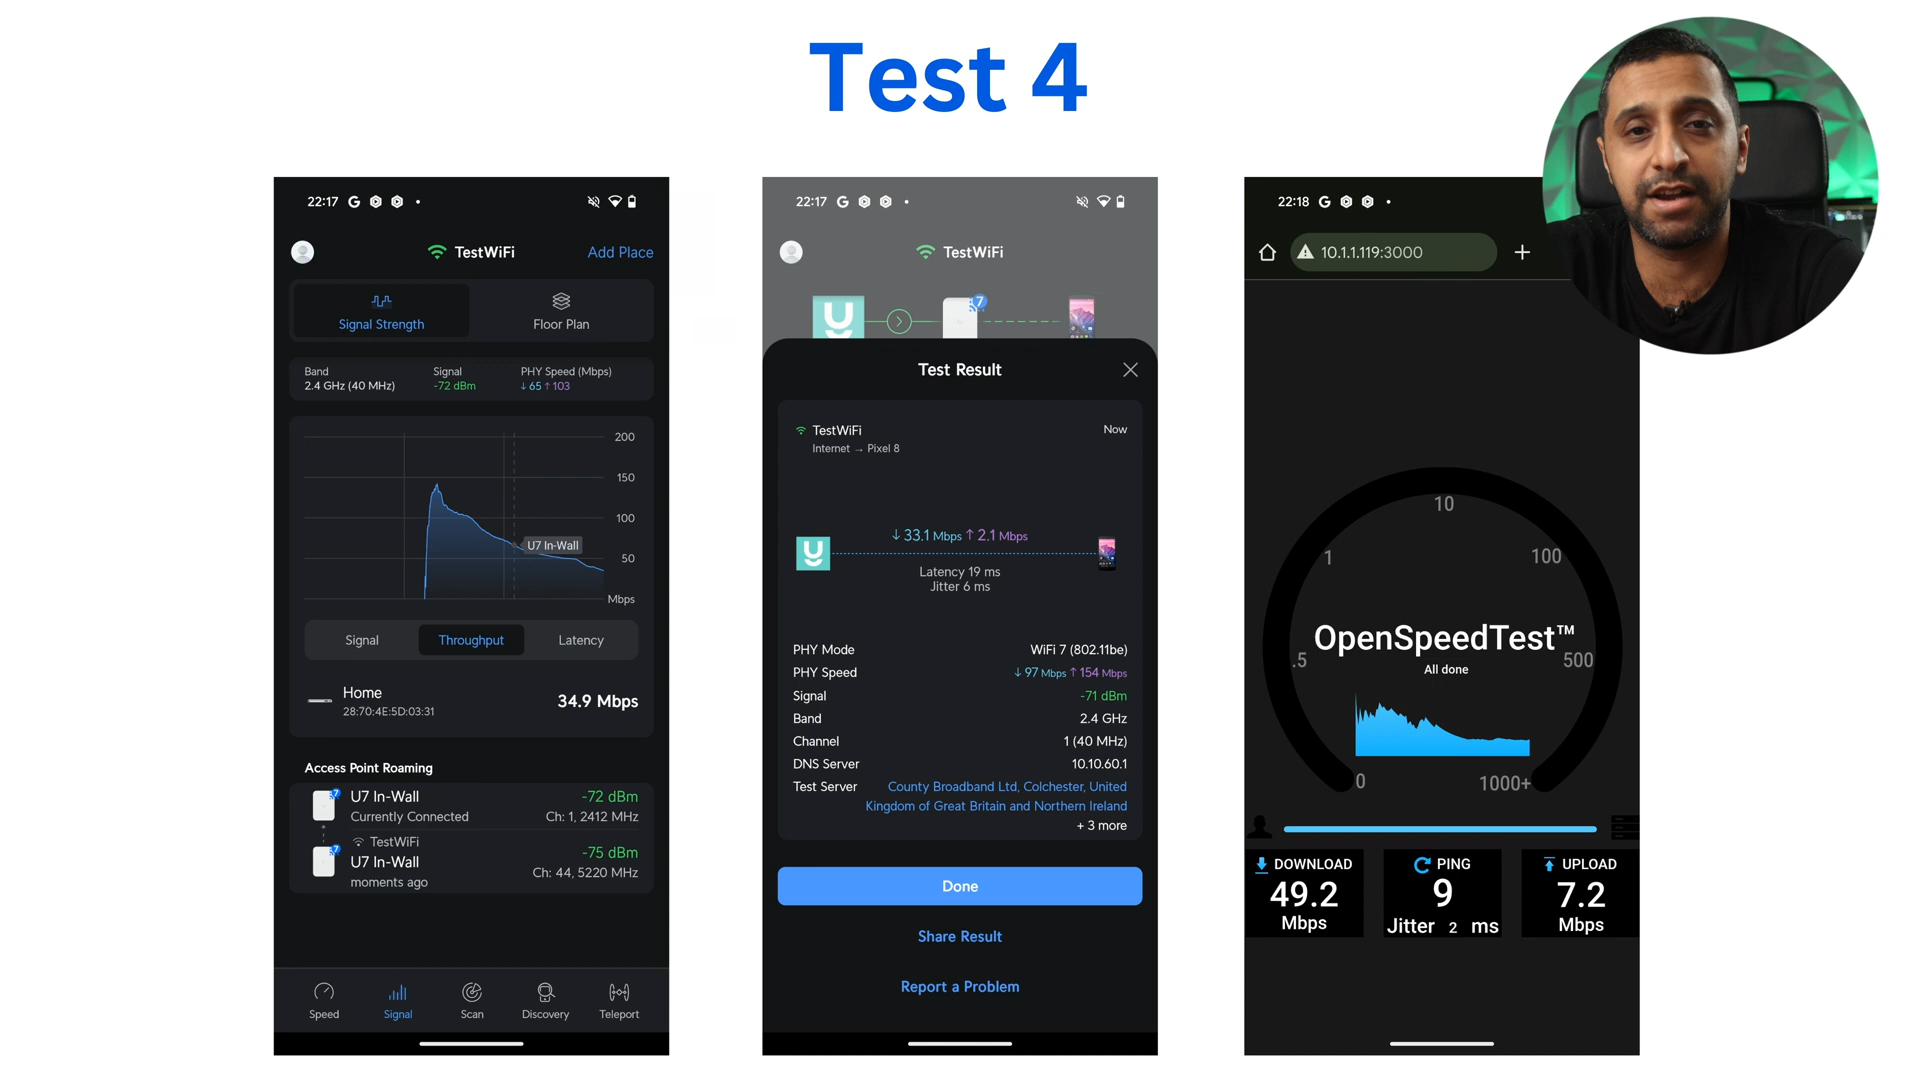 Test 4
22:17
TestWiFi
Add Place
Signal Strength
Floor Plan
Band
2.4 GHz (40 MHz)
Signal
-72 dBm
PHY Speed (Mbps)
↓ 65 ↑ 103
200
150
100
50
Mbps
U7 In-Wall
Signal
Throughput
Latency
Home
28:70:4E:5D:03:31
34.9 Mbps
Access Point Roaming
U7 In-Wall
-72 dBm
Currently Connected
Ch: 1, 2412 MHz
TestWiFi
U7 In-Wall
-75 dBm
moments ago
Ch: 44, 5220 MHz
Speed
Signal
Scan
Discovery
Teleport
22:17
TestWiFi
7
Test Result
TestWiFi
Now
Internet → Pixel 8
↓ 33.1 Mbps ↑ 2.1 Mbps
Latency 19 ms
Jitter 6 ms
PHY Mode
WiFi 7 (802.11be)
PHY Speed
↓ 97 Mbps ↑ 154 Mbps
Signal
-71 dBm
Band
2.4 GHz
Channel
1 (40 MHz)
DNS Server
10.10.60.1
Test Server
County Broadband Ltd, Colchester, United
Kingdom of Great Britain and Northern Ireland
+ 3 more
Done
Share Result
Report a Problem
22:18
10.1.1.119:3000
10
1
100
OpenSpeedTest™
.5
500
All done
0
1000+
DOWNLOAD
49.2
Mbps
PING
9
Jitter 2 ms
UPLOAD
7.2
Mbps